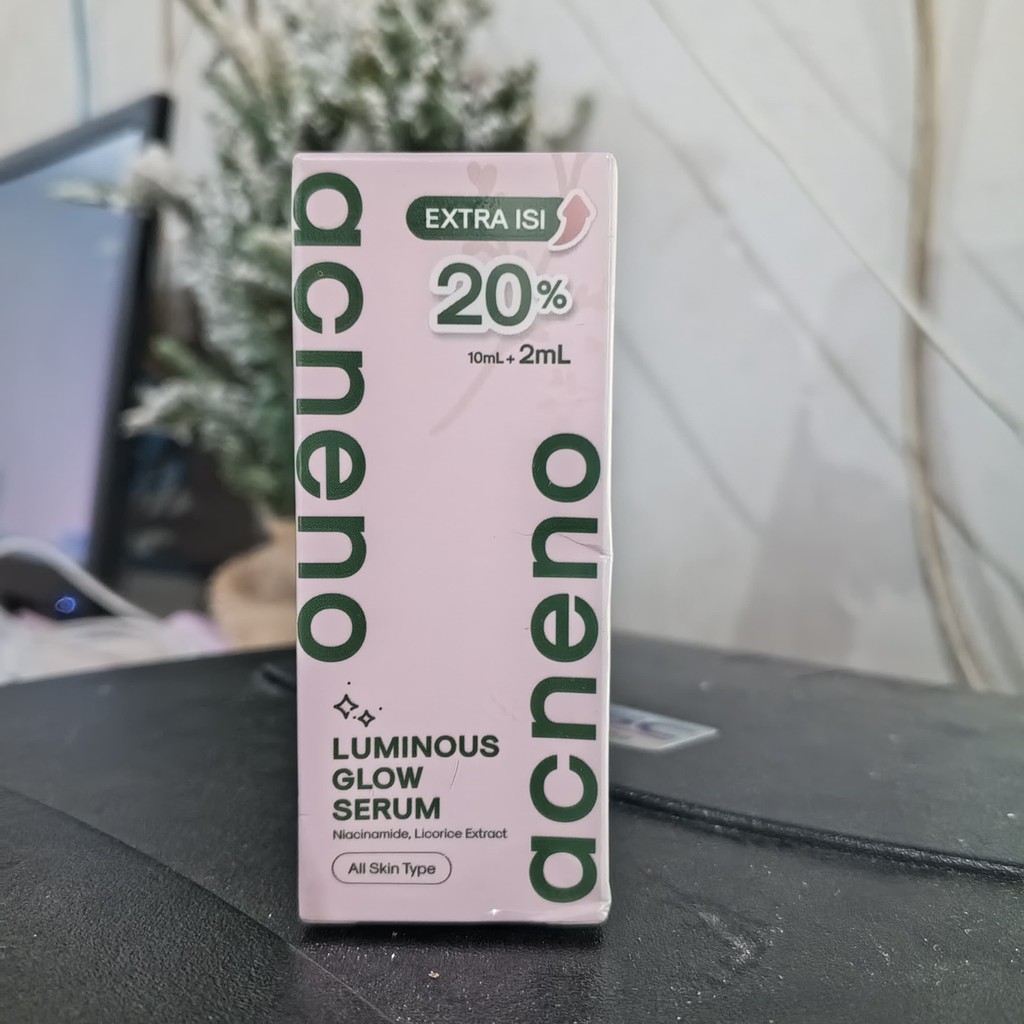 acneno
EXTRA ISI
20%
10mL + 2mL
acneno
LUMINOUS
GLOW
SERUM
Niacinamide, Licorice Extract
All Skin Type